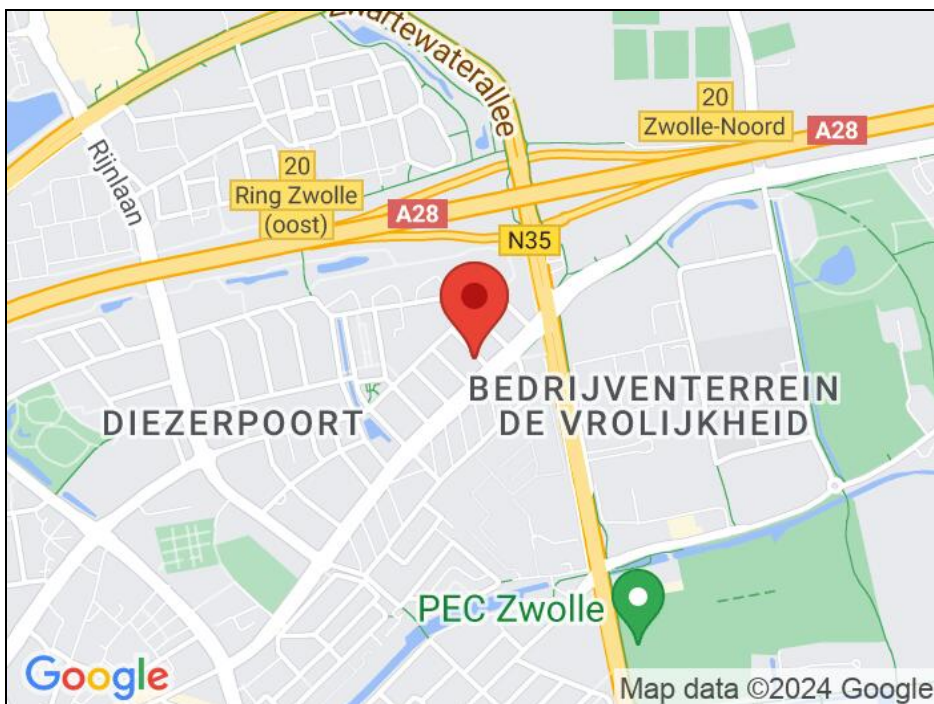 Zwartewaterallee
20
Zwolle-Noord
A28
Rijnlaan
20
Ring Zwolle
(oost)
A28
N35
BEDRIJVENTERREIN
DE VROLIJKHEID
DIEZERPOORT
PEC Zwolle
Google
Map data ©2024 Google